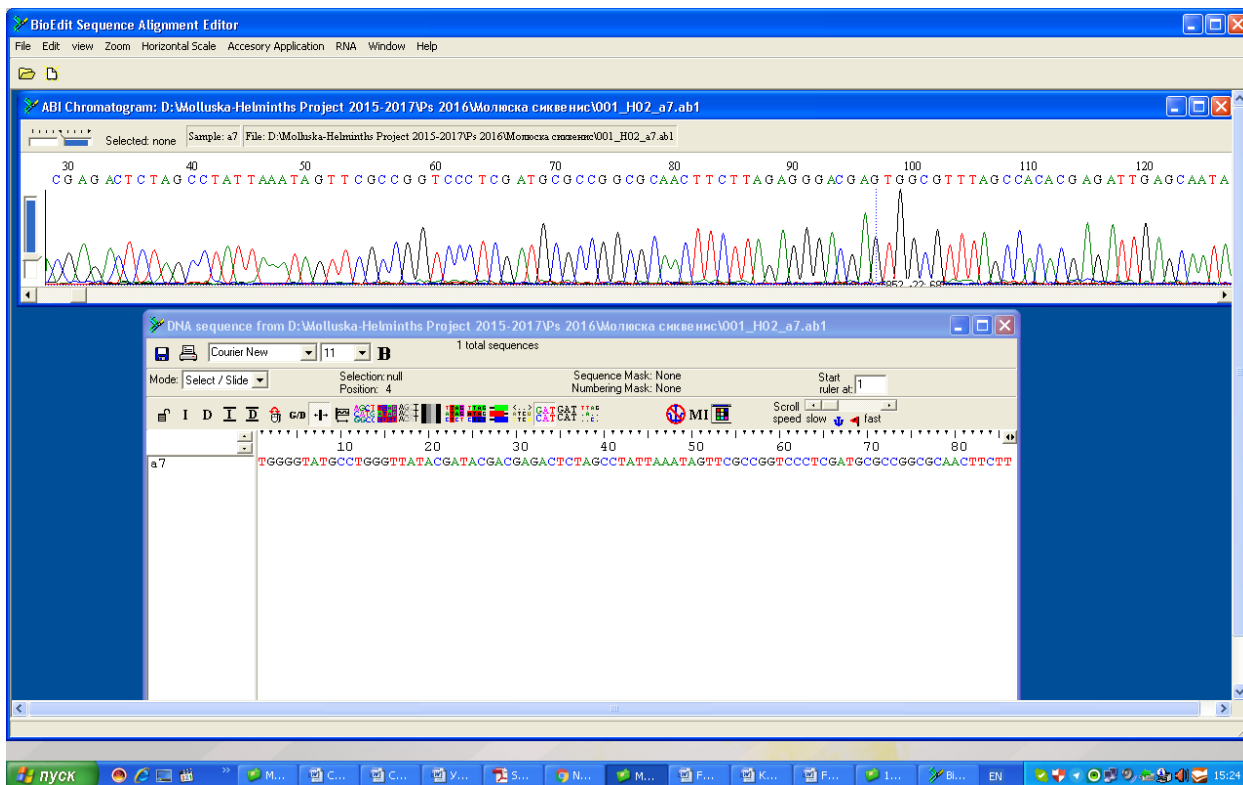 BioEdit Sequence Alignment Editor
File Edit view Zoom Horizontal Scale Accesory Application RNA Window Help
ABI Chromatogram: D:\Molluska-Helminths Project 2015-2017\Ps 2016\Молюска сиквенис\001_H02_a7.ab1
Selected: none Sample: a7 File: D:\Molluska-Helminths Project 2015-2017\Ps 2016\Молюска сиквенис\001_H02_a7.ab1
30 40 50 60 70 80 90 100 110 120
CGAGACTCTAGCCTATTAAATAGTTCGCCGGTCCCTCGATGCGCCGGCGCAACTTCTTAGAGGGACGAGTGGCGTTTAGCCACACGAGATTGAGCAATA
DNA sequence from D:\Molluska-Helminths Project 2015-2017\Ps 2016\Молюска сиквенис\001_H02_a7.ab1
Courier New 11 B 1 total sequences
Mode: Select / Slide Selection: null Sequence Mask: None Start
Position: 4 Numbering Mask: None ruler at: 1
I D I D G/D MI Scroll
speed slow fast
10 20 30 40 50 60 70 80
a7 TGGGGTATGCCTGGGTTATACGATACGACGAGACTCTAGCCTATTAAATAGTTCGCCGGTCCCTCGATGCGCCGGCGCAACTTCTT
пуск M... C... C... У... S... N... M... F... K... F... 1... Bi... EN 15:24